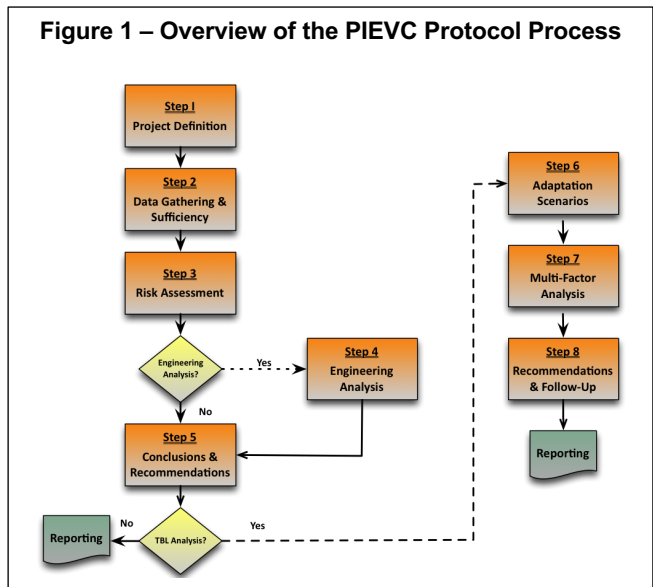 Figure 1 – Overview of the PIEVC Protocol Process
Step I
Project Definition
Step 2
Data Gathering &
Sufficiency
Step 3
Risk Assessment
Engineering
Analysis?
Yes
Step 4
Engineering
Analysis
No
Step 5
Conclusions &
Recommendations
TBL Analysis?
No
Reporting
Yes
Step 6
Adaptation
Scenarios
Step 7
Multi-Factor
Analysis
Step 8
Recommendations
& Follow-Up
Reporting